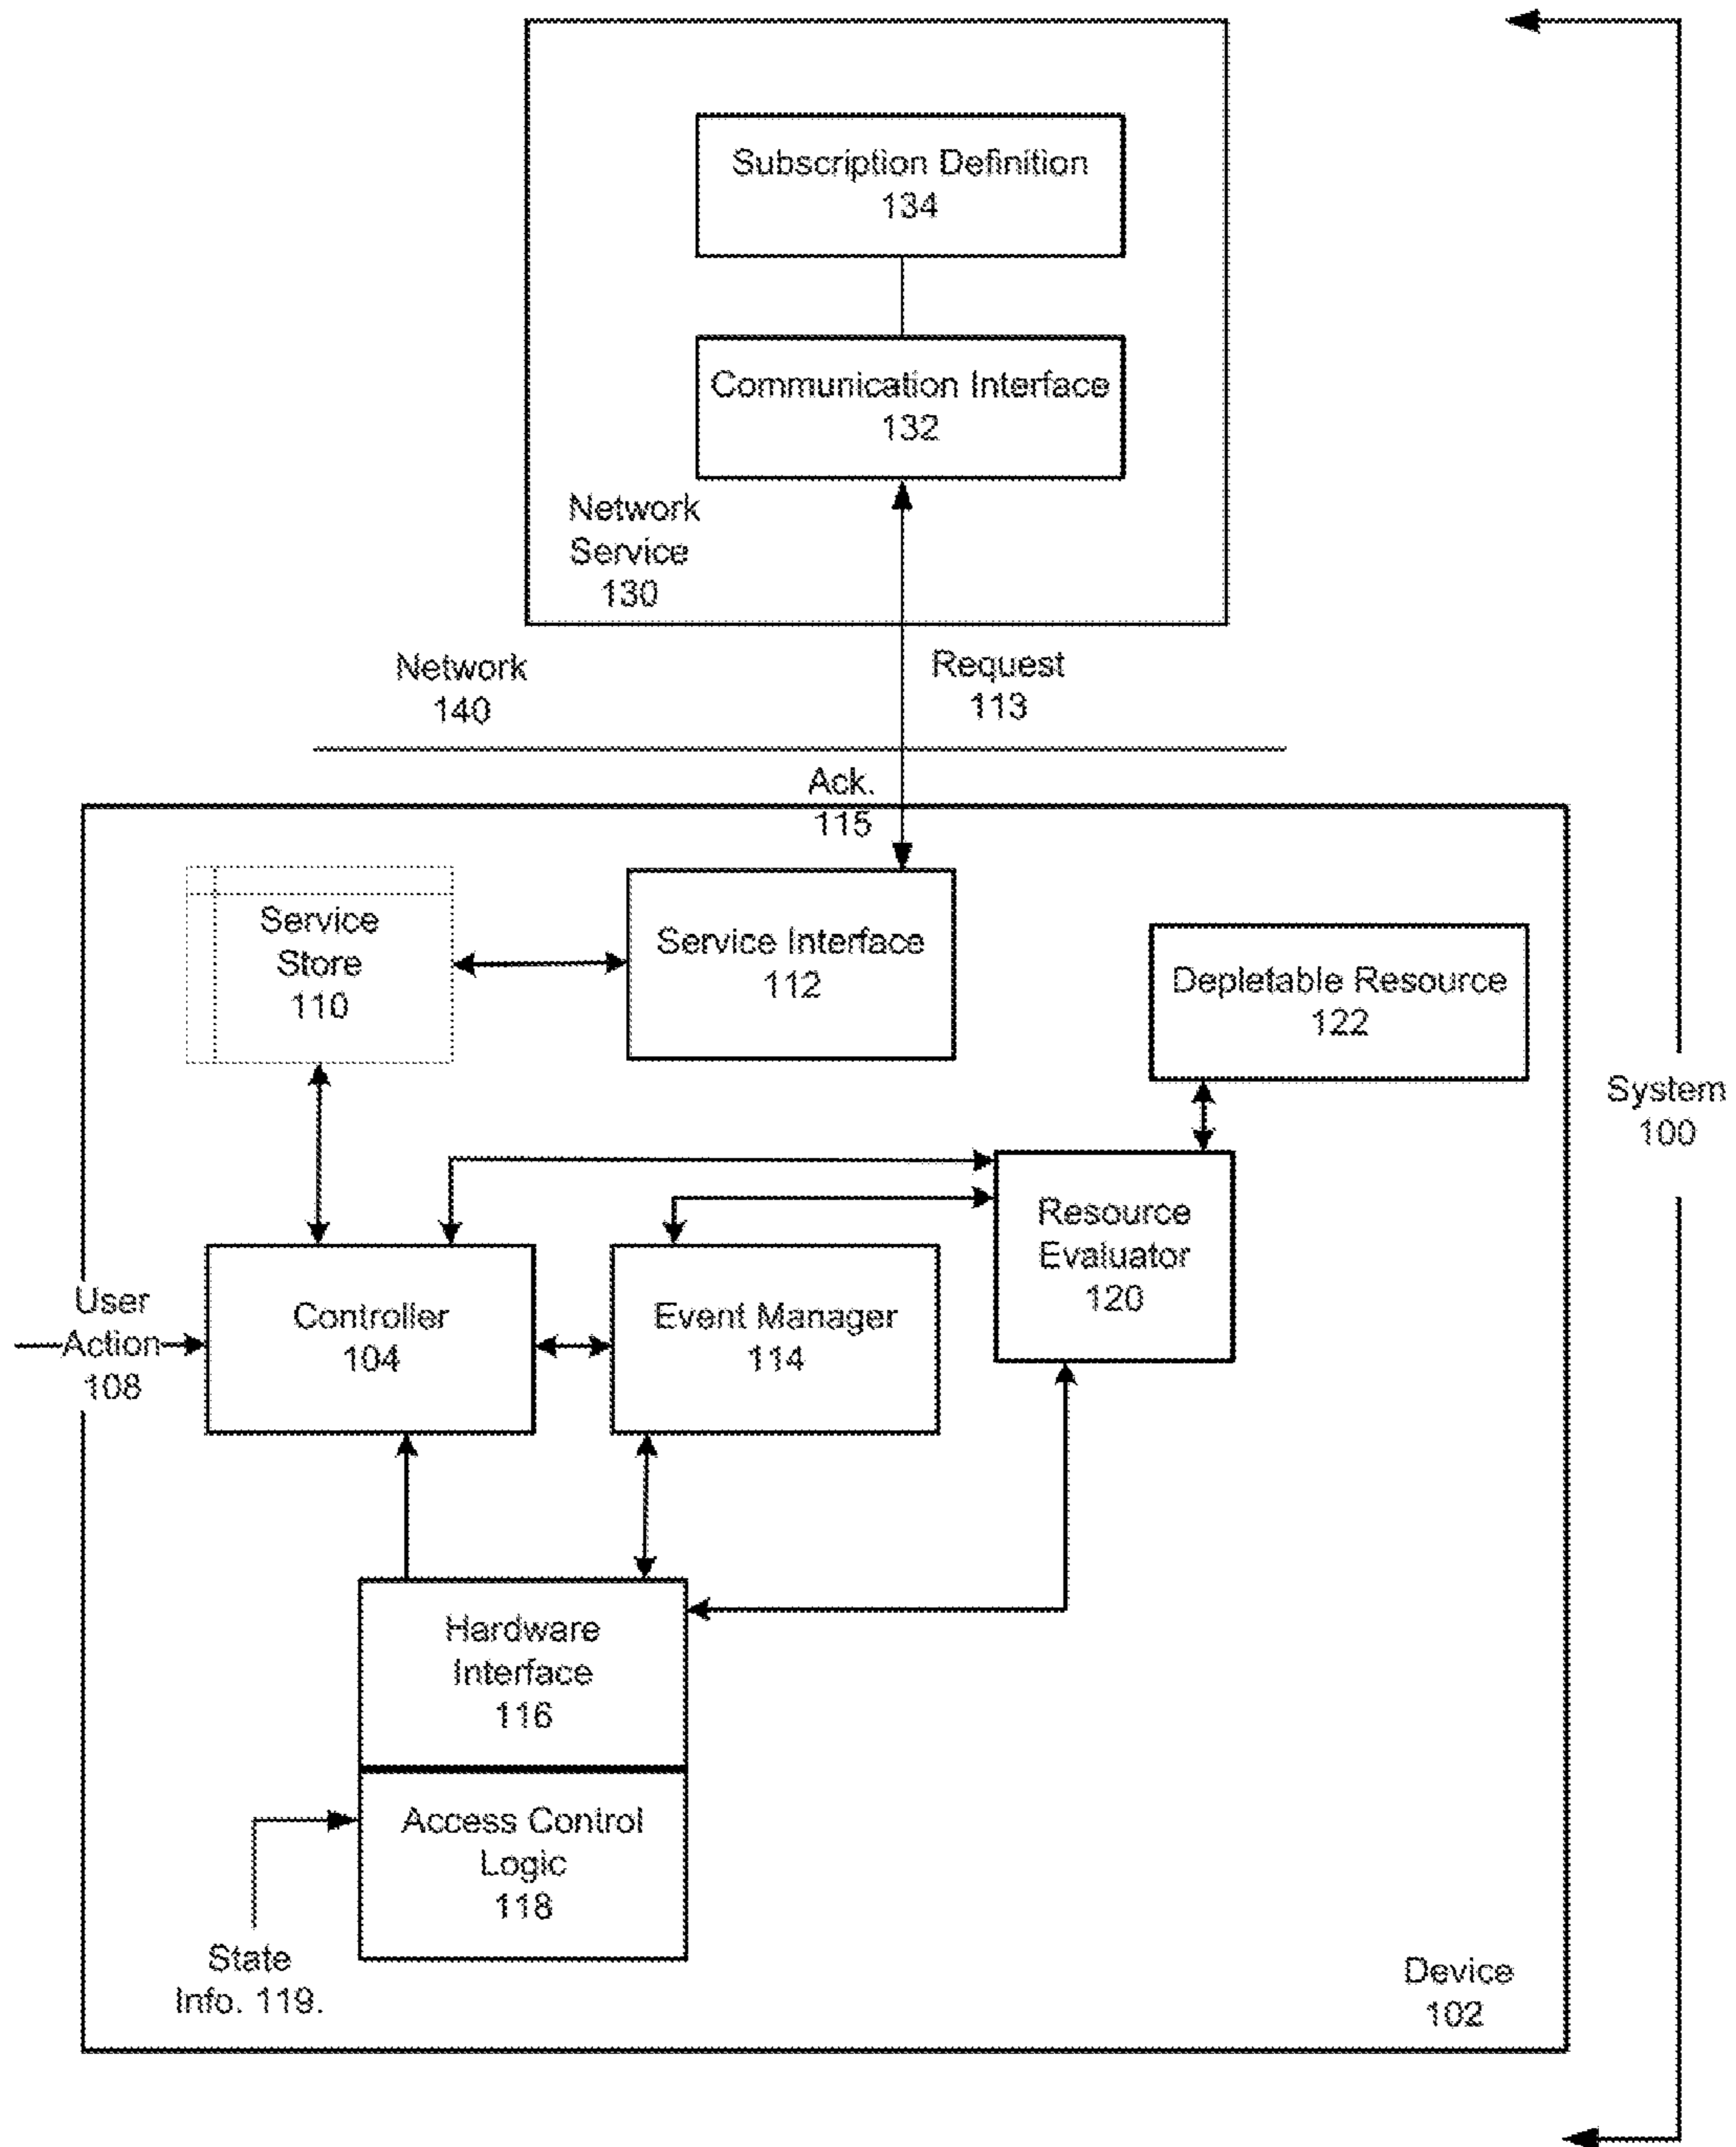 Subscription Definition
134
Communication Interface
132
Network
Service
130
Network
140
Request
113
Ack.
115
Service
Store
110
Service Interface
112
Depletable Resource
122
System
100
Resource
Evaluator
120
User
Action
108
Controller
104
Event Manager
114
Hardware
Interface
116
Access Control
Logic
118
State
Info. 119.
Device
102